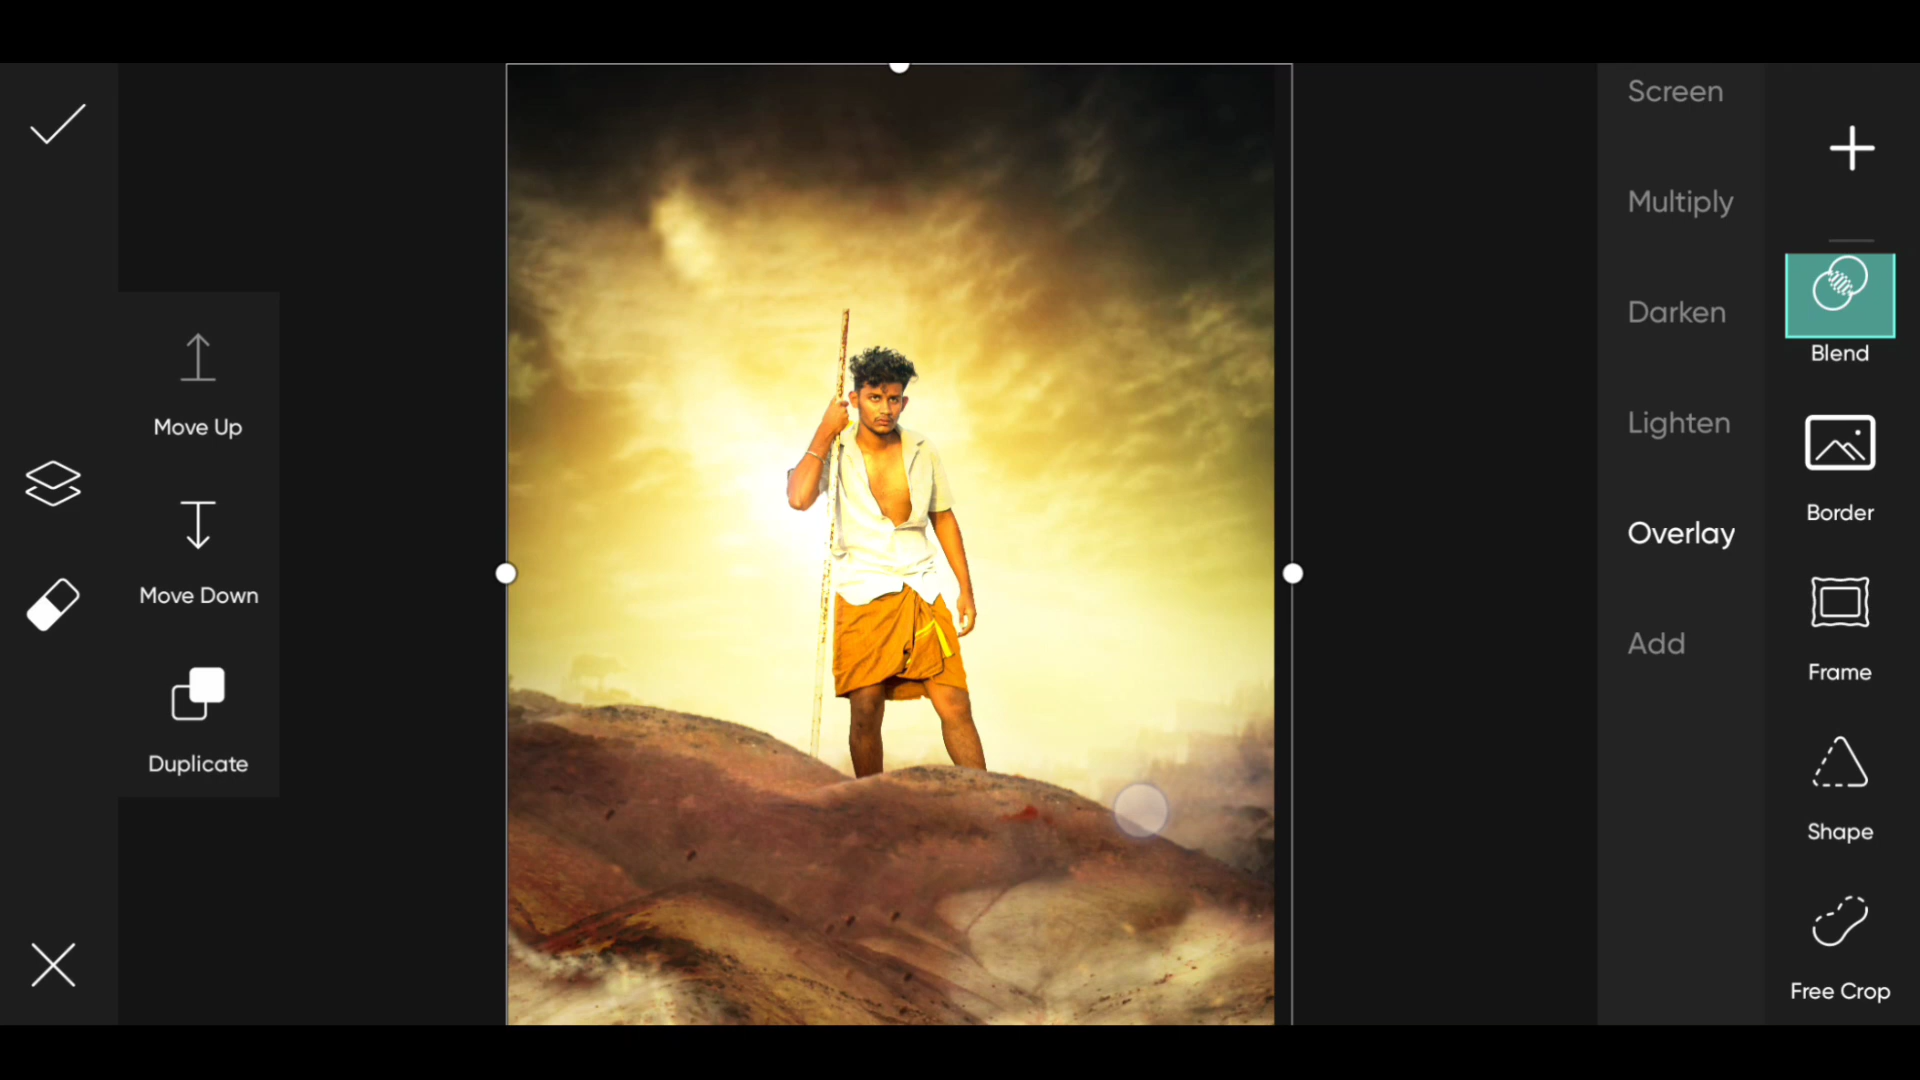 Move Up
Move Down
Duplicate
Screen
Multiply
Darken
Lighten
Overlay
Add
Blend
Border
Frame
Shape
Free Crop